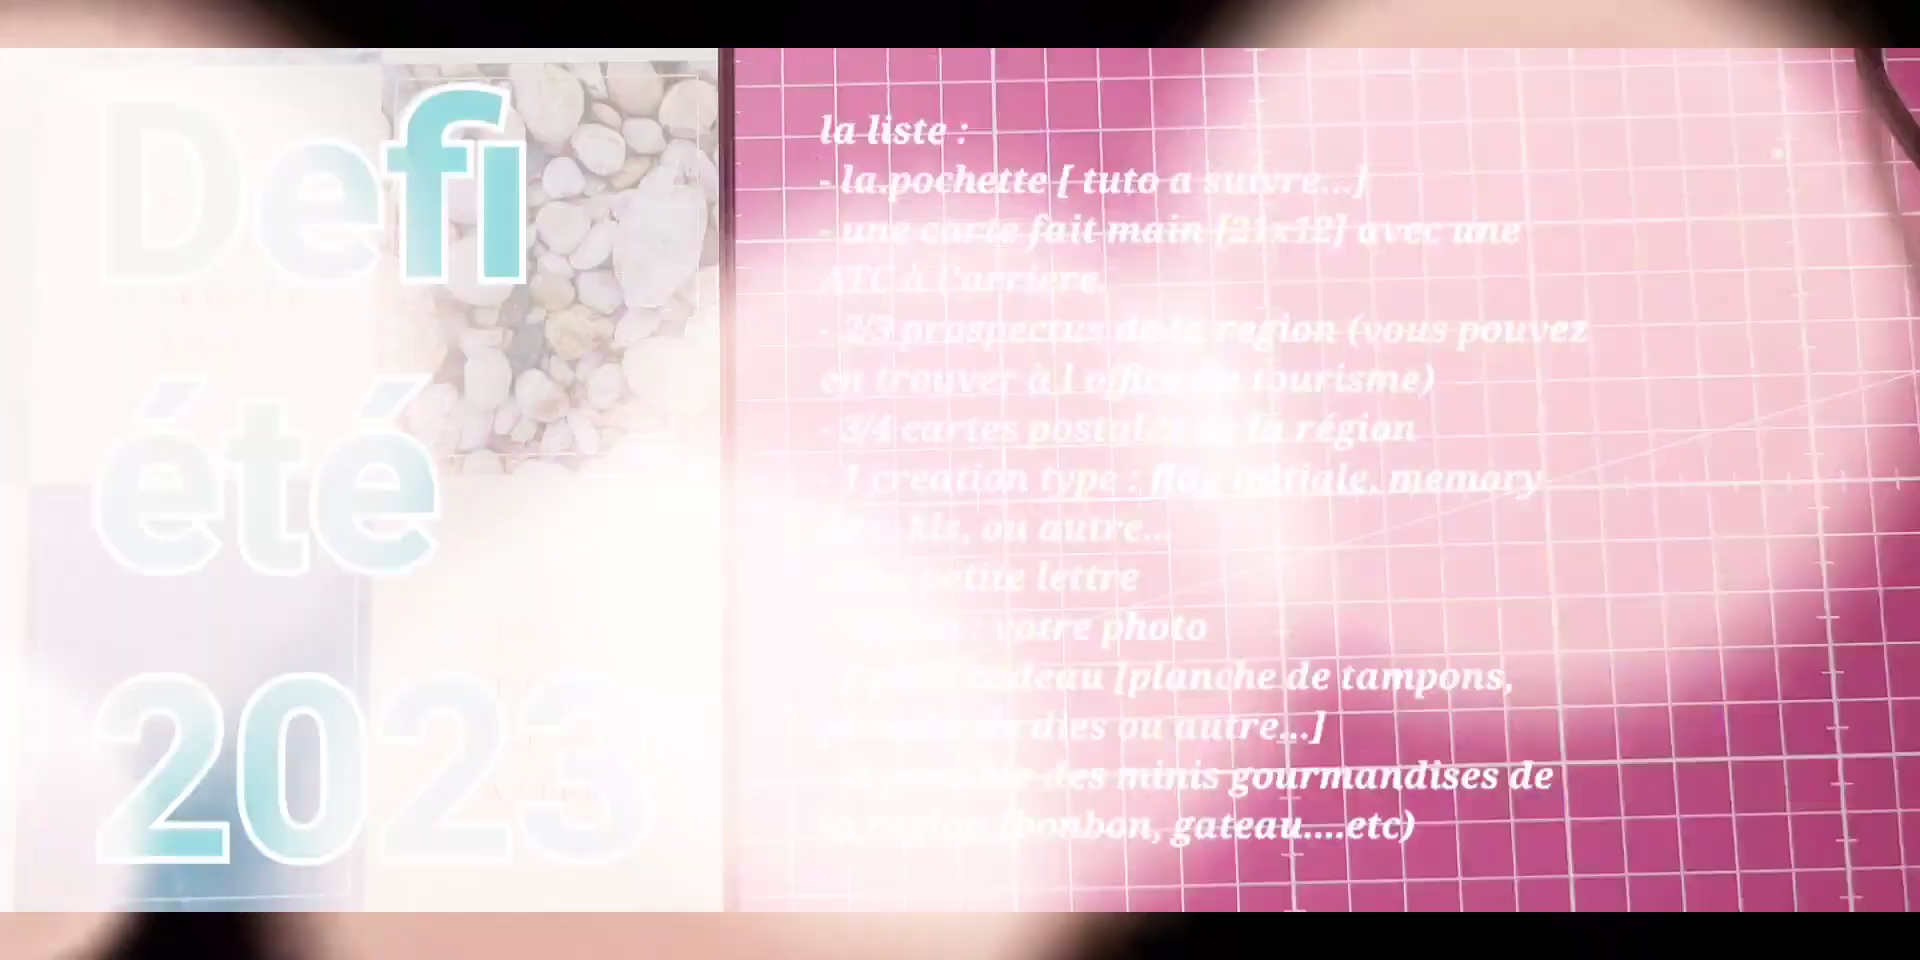 Defi
été
2023
la liste :
- la pochette [ tuto a suivre...]
- une carte fait main [21x12] avec une
ATC à l'arriere.
- 2/3 prospectus de la region (vous pouvez
en trouver à l office du tourisme)
- 3/4 cartes postales de la région
- 1 creation type : flag initiale, memory
ou autre...
petite lettre
: votre photo
[planche de tampons,
dies ou autre...]
des minis gourmandises de
(bonbon, gateau....etc)